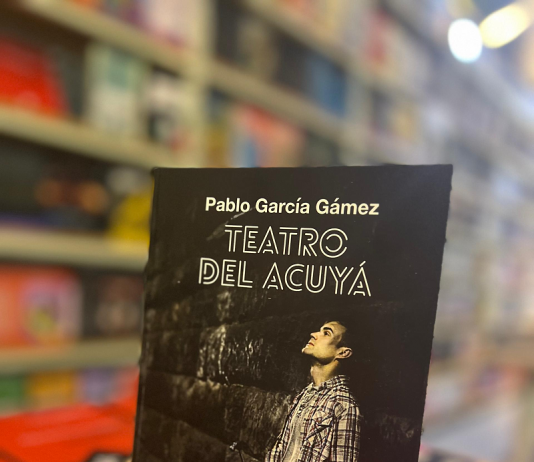 Pablo García Gámez
TEATRO
DEL ACUYÁ